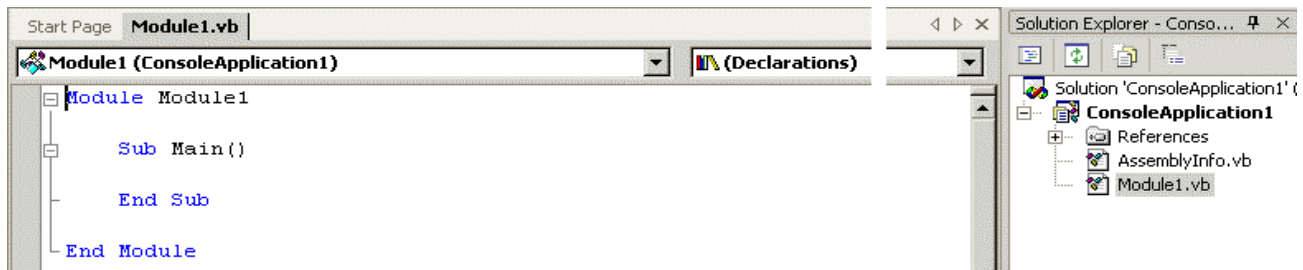 Start Page Module1.vb
Module1 (ConsoleApplication1)
(Declarations)
Module Module1
Sub Main()
End Sub
End Module
Solution Explorer - Conso...
Solution 'ConsoleApplication1' (
ConsoleApplication1
References
AssemblyInfo.vb
Module1.vb